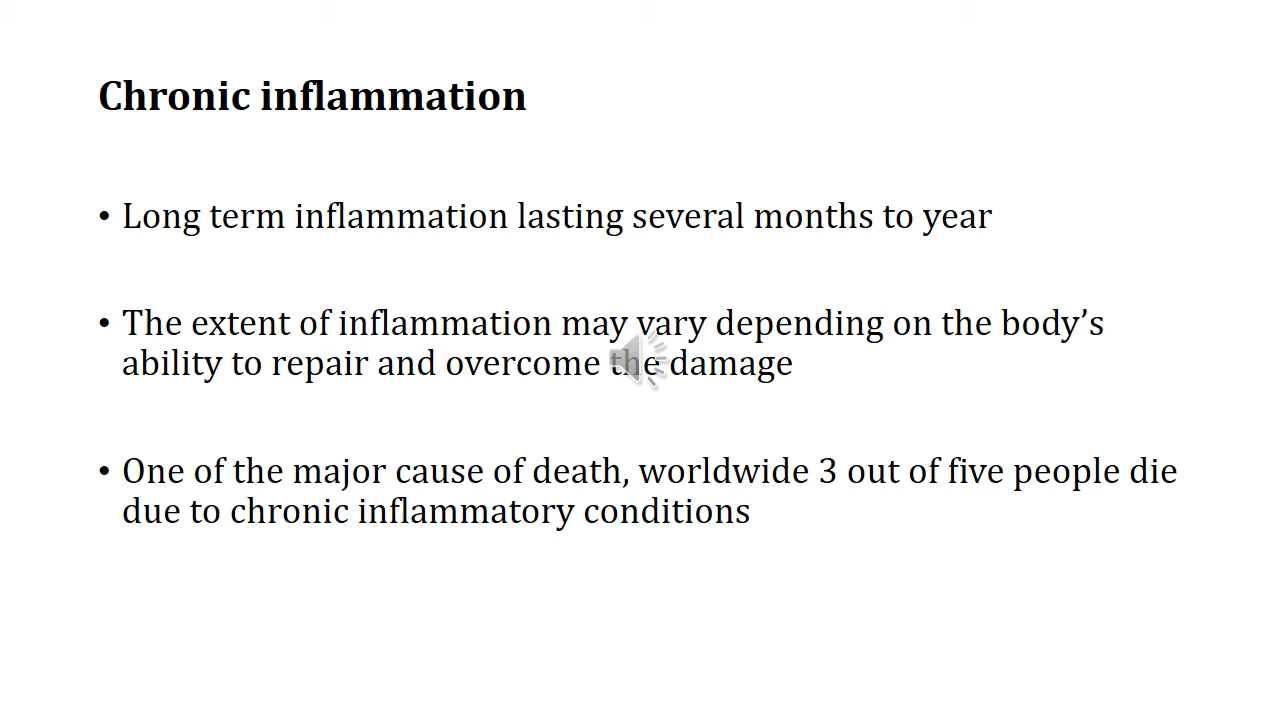 Chronic inflammation
• Long term inflammation lasting several months to year
• The extent of inflammation may vary depending on the body’s
ability to repair and overcome the damage
• One of the major cause of death, worldwide 3 out of five people die
due to chronic inflammatory conditions